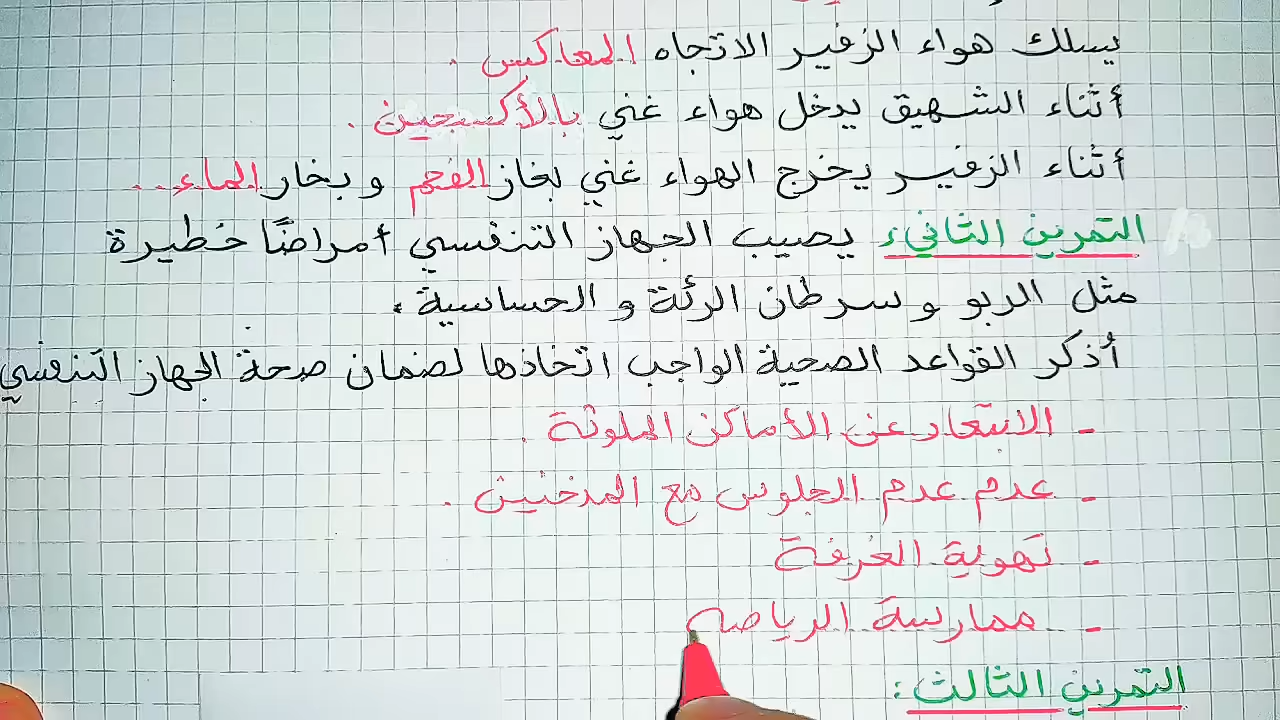 يسلك هواء الزفير الاتجاه المعاكس .
أثناء الشهيق يدخل هواء غني بالأكسجين .
أثناء الزفير يخرج الهواء غني بغاز الفحم و بخار الماء...
التمرين الثاني: يصيب الجهاز التنفسي أمراضًا خطيرة
مثل الربو و سرطان الرئة و الحساسية .
أذكر القواعد الصحية الواجب اتخاذها لضمان صحة الجهاز التنفسي
- الابتعاد عن الأماكن الملوثة .
- عدم عدم الجلوس مع المدخنين .
- تهوية الغرفة
- ممارسة الرياضه
التمرين الثالث: